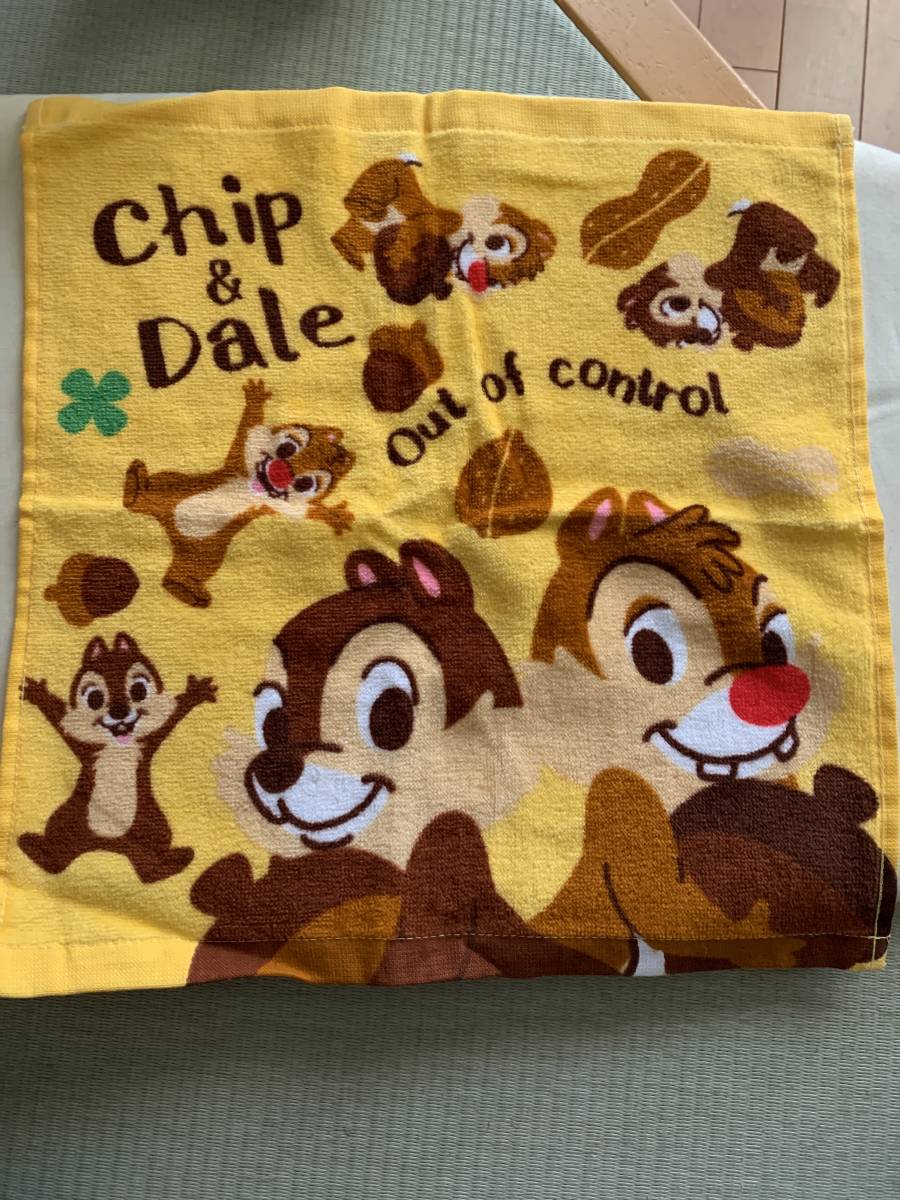 Chip
&
Dale
Out of control